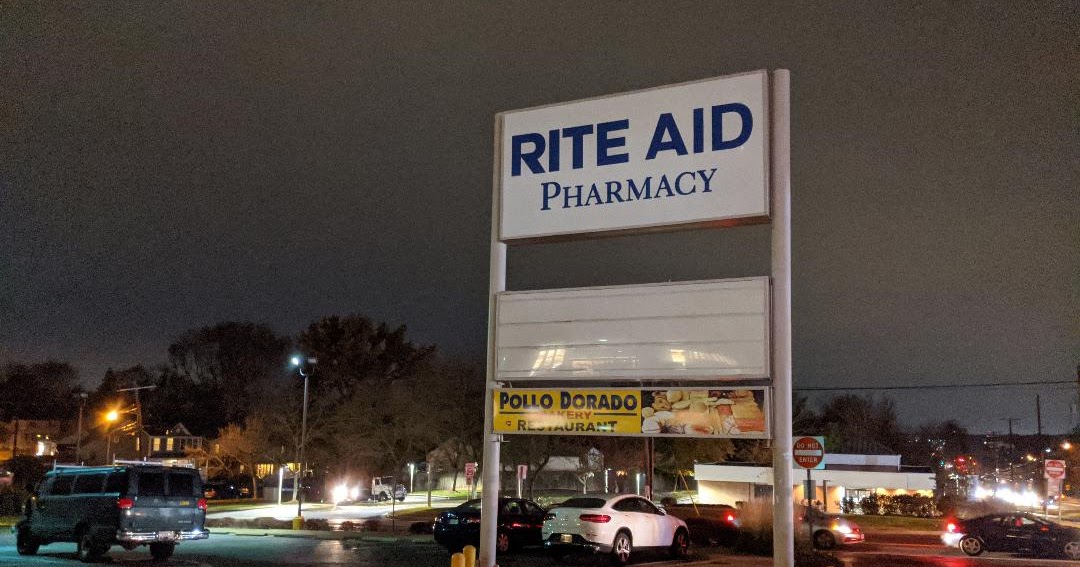 RITE AID
PHARMACY
POLLO DORADO
BAKERY
RESTAURANT
DO NOT
ENTER